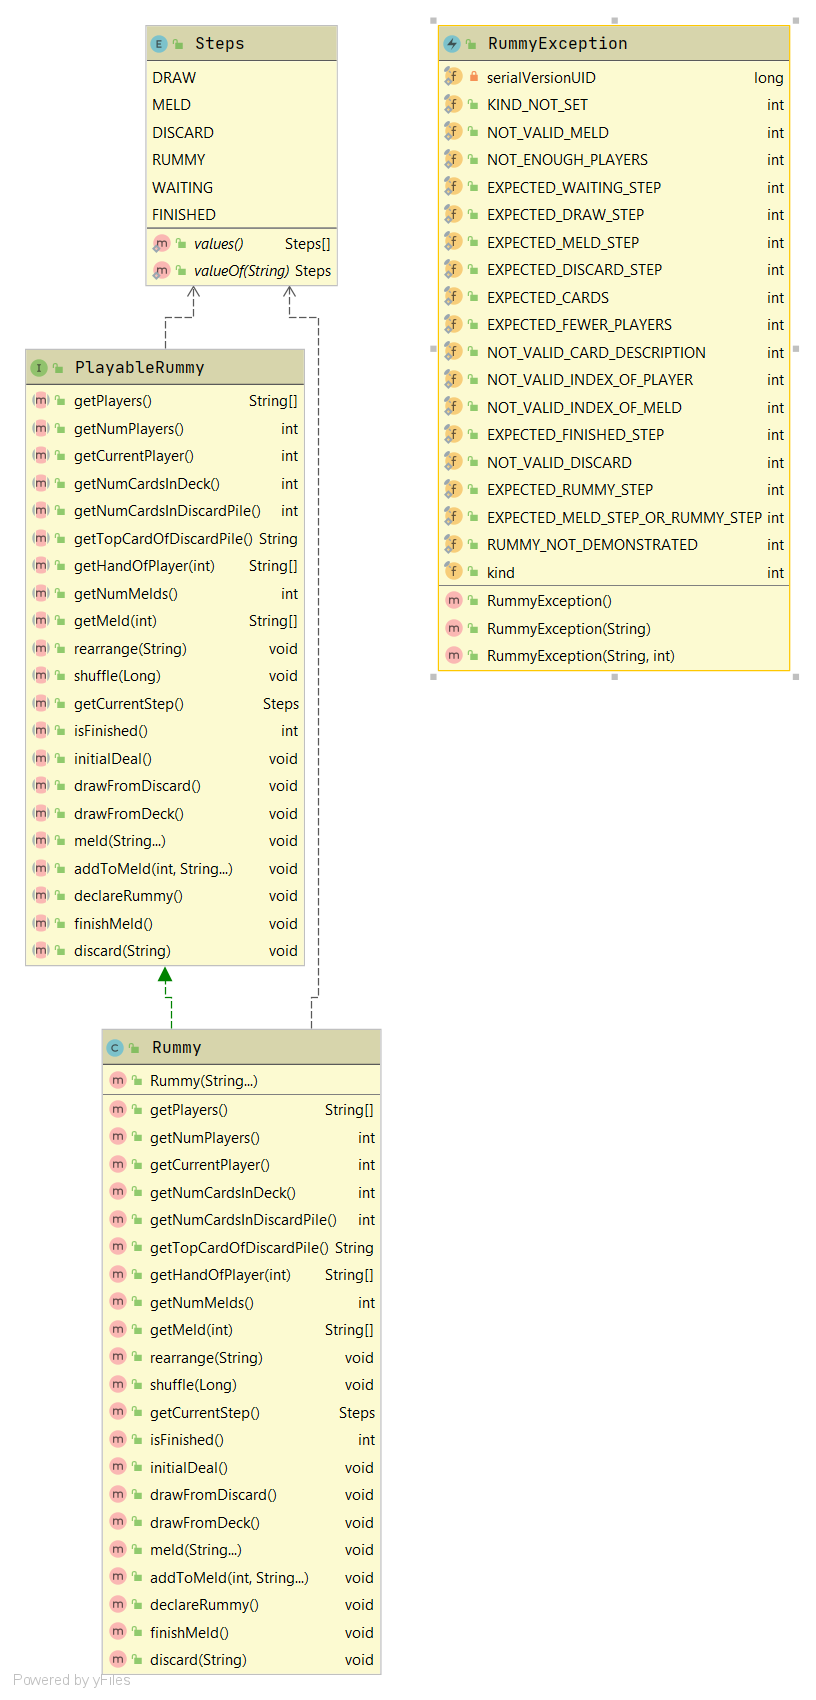 Steps
DRAW
MELD
DISCARD
RUMMY
WAITING
FINISHED
values() Steps[]
valueOf(String) Steps
RummyException
serialVersionUID long
KIND_NOT_SET int
NOT_VALID_MELD int
NOT_ENOUGH_PLAYERS int
EXPECTED_WAITING_STEP int
EXPECTED_DRAW_STEP int
EXPECTED_MELD_STEP int
EXPECTED_DISCARD_STEP int
EXPECTED_CARDS int
EXPECTED_FEWER_PLAYERS int
NOT_VALID_CARD_DESCRIPTION int
NOT_VALID_INDEX_OF_PLAYER int
NOT_VALID_INDEX_OF_MELD int
EXPECTED_FINISHED_STEP int
NOT_VALID_DISCARD int
EXPECTED_RUMMY_STEP int
EXPECTED_MELD_STEP_OR_RUMMY_STEP int
RUMMY_NOT_DEMONSTRATED int
kind int
RummyException()
RummyException(String)
RummyException(String, int)
PlayableRummy
getPlayers() String[]
getNumPlayers() int
getCurrentPlayer() int
getNumCardsInDeck() int
getNumCardsInDiscardPile() int
getTopCardOfDiscardPile() String
getHandOfPlayer(int) String[]
getNumMelds() int
getMeld(int) String[]
rearrange(String) void
shuffle(Long) void
getCurrentStep() Steps
isFinished() int
initialDeal() void
drawFromDiscard() void
drawFromDeck() void
meld(String...) void
addToMeld(int, String...) void
declareRummy() void
finishMeld() void
discard(String) void
Rummy
Rummy(String...)
getPlayers() String[]
getNumPlayers() int
getCurrentPlayer() int
getNumCardsInDeck() int
getNumCardsInDiscardPile() int
getTopCardOfDiscardPile() String
getHandOfPlayer(int) String[]
getNumMelds() int
getMeld(int) String[]
rearrange(String) void
shuffle(Long) void
getCurrentStep() Steps
isFinished() int
initialDeal() void
drawFromDiscard() void
drawFromDeck() void
meld(String...) void
addToMeld(int, String...) void
declareRummy() void
finishMeld() void
discard(String) void
Powered by yFiles